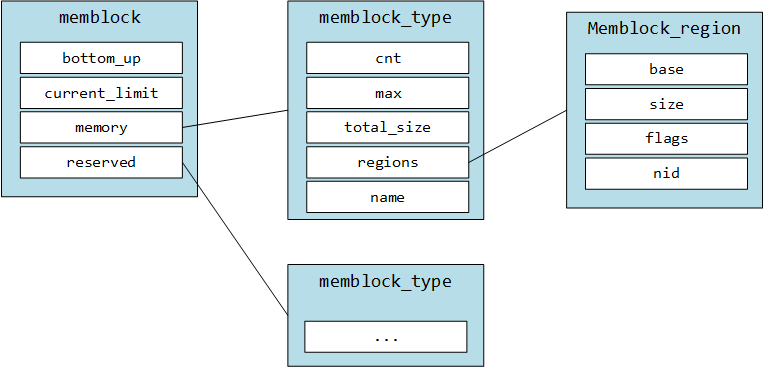 memblock
bottom_up
current_limit
memory
reserved
memblock_type
cnt
max
total_size
regions
name
Memblock_region
base
size
flags
nid
memblock_type
...